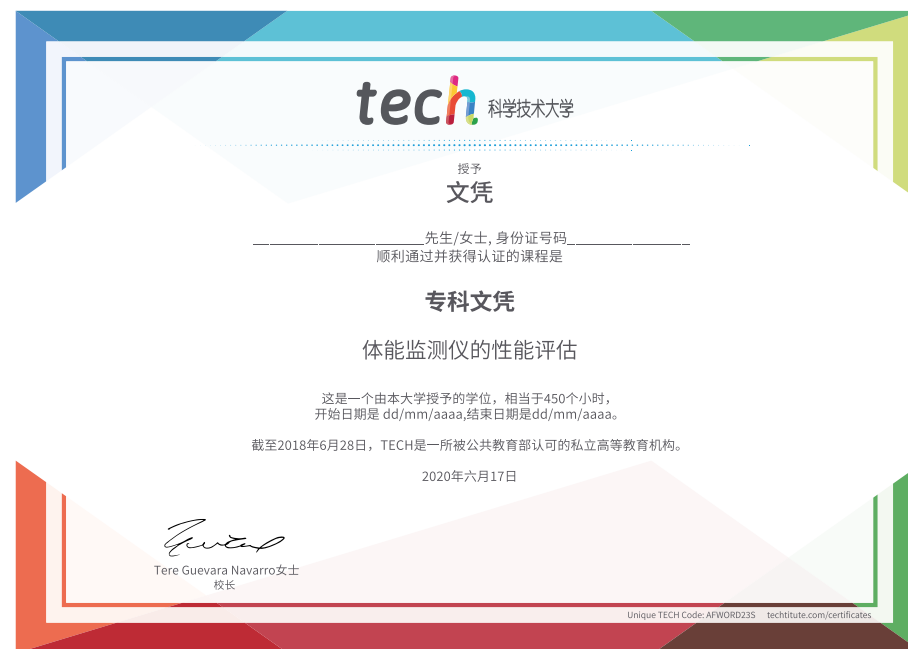 tech 科学技术大学
授予
文凭
______________________先生/女士, 身份证号码________________
顺利通过并获得认证的课程是
专科文凭
体能监测仪的性能评估
这是一个由本大学授予的学位，相当于450个小时，
开始日期是 dd/mm/aaaa,结束日期是dd/mm/aaaa。
截至2018年6月28日，TECH是一所被公共教育部认可的私立高等教育机构。
2020年六月17日
Tere Guevara Navarro女士
校长
Unique TECH Code: AFWORD23S techtitute.com/certificates